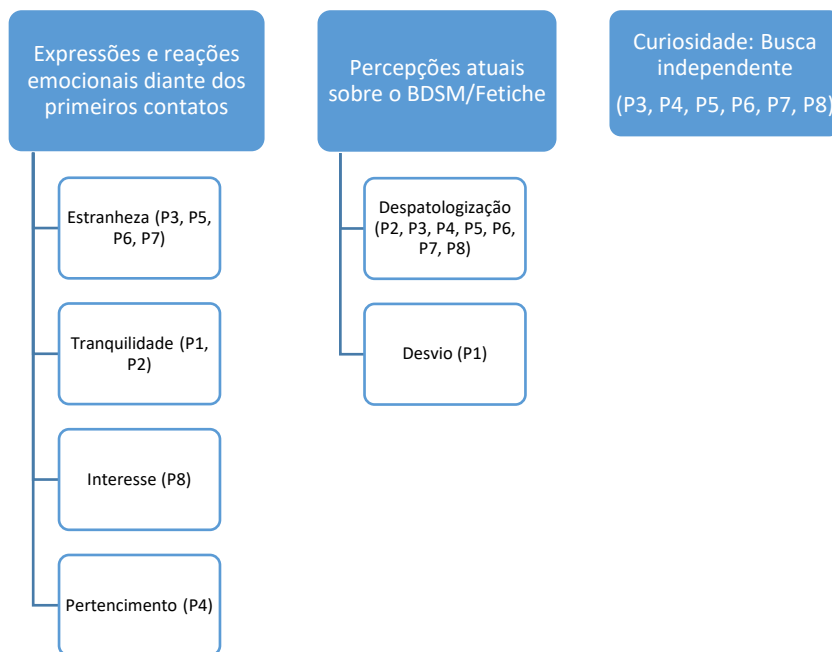 Expressões e reações
emocionais diante dos
primeiros contatos
Estranheza (P3, P5,
P6, P7)
Tranquilidade (P1,
P2)
Interesse (P8)
Pertencimento (P4)
Percepções atuais
sobre o BDSM/Fetiche
Despatologização
(P2, P3, P4, P5, P6,
P7, P8)
Desvio (P1)
Curiosidade: Busca
independente
(P3, P4, P5, P6, P7, P8)